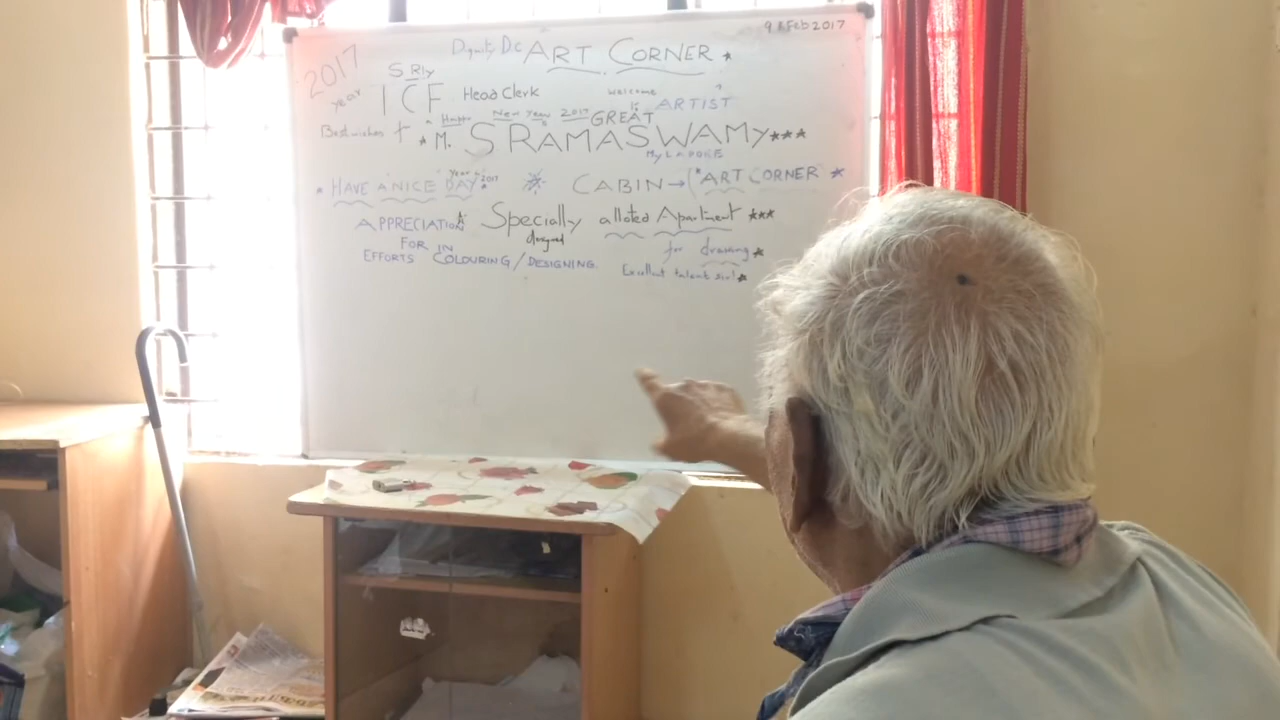 9 Feb 2017
Dignity Dc ART CORNER ★
2017 year
S Rly
ICF Head Clerk
welcome
Best wishes & Happy New Year 2017 GREAT ARTIST
★ M. S RAMASWAMY ★★★
MYLAPORE
★ HAVE A NICE DAY year 2017 CABIN → ("ART CORNER" ★
APPRECIATION Specially allotted Apartment ★★★
designed
FOR IN for drawing ★
EFFORTS COLOURING/DESIGNING
Excellent talent sir! ★